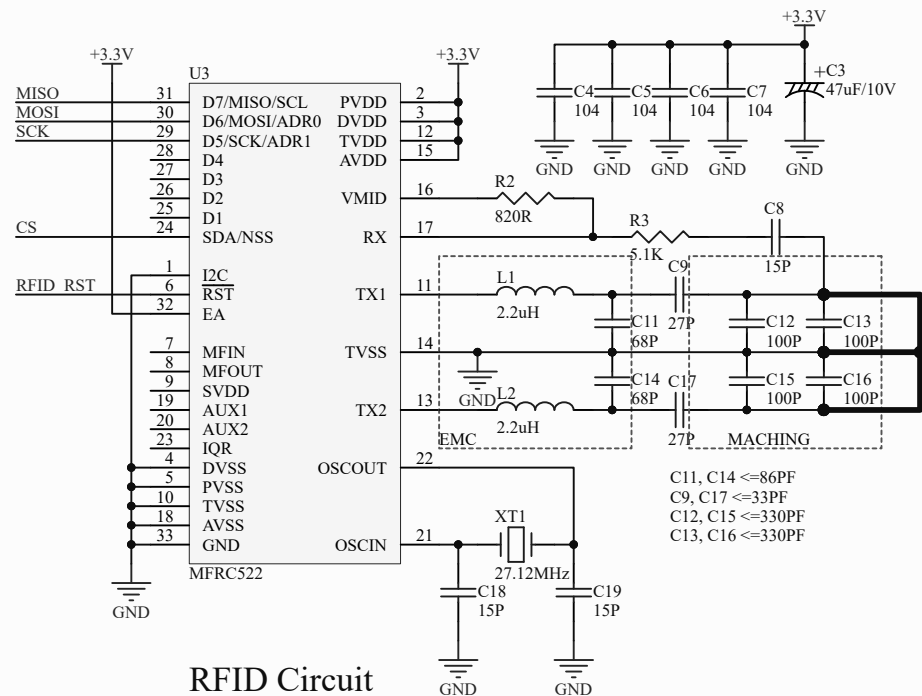 +3.3V
U3
+3.3V
+3.3V
MISO
31
D7/MISO/SCL
PVDD
2
MOSI
30
D6/MOSI/ADR0
DVDD
3
SCK
29
D5/SCK/ADR1
TVDD
12
28
D4
AVDD
15
27
D3
26
D2
VMID
16
25
D1
CS
24
SDA/NSS
RX
17
1
I2C
RFID_RST
6
RST
TX1
11
32
EA
7
MFIN
TVSS
14
8
MFOUT
9
SVDD
19
AUX1
TX2
13
20
AUX2
23
IQR
4
DVSS
OSCOUT
22
5
PVSS
10
TVSS
18
AVSS
33
GND
OSCIN
21
MFRC522
GND
C4
104
GND
C5
104
GND
C6
104
GND
C7
104
GND
+C3
47uF/10V
GND
R2
820R
R3
5.1K
C8
15P
L1
2.2uH
C9
27P
C11
68P
C12
100P
C13
100P
GND
L2
2.2uH
C14
68P
C17
27P
C15
100P
C16
100P
EMC
MACHING
C11, C14 <=86PF
C9, C17 <=33PF
C12, C15 <=330PF
C13, C16 <=330PF
XT1
27.12MHz
C18
15P
C19
15P
GND
GND
RFID Circuit